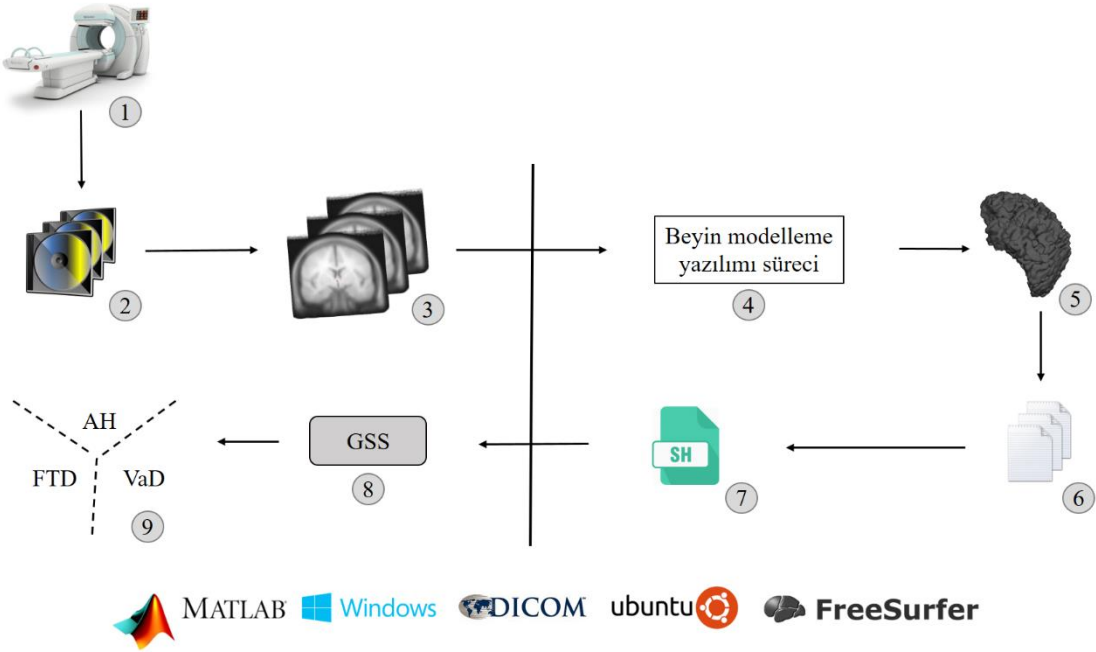 1
2
3
Beyin modelleme
yazılımı süreci
4
5
6
SH
7
GSS
8
AH
FTD VaD
9
MATLAB Windows DICOM ubuntu FreeSurfer